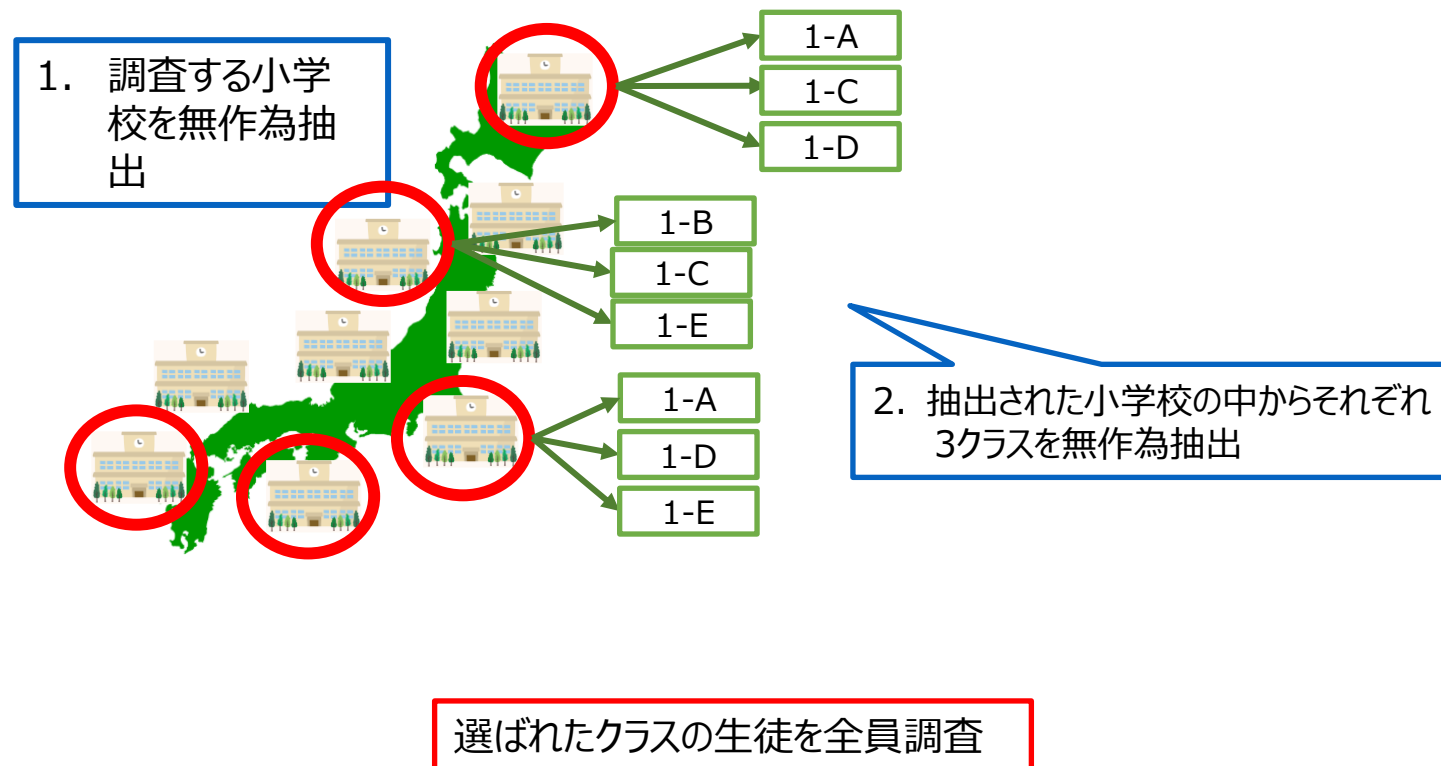 1. 調査する小学
校を無作為抽
出
1-A
1-C
1-D
1-B
1-C
1-E
1-A
1-D
1-E
2. 抽出された小学校の中からそれぞれ
3クラスを無作為抽出
選ばれたクラスの生徒を全員調査